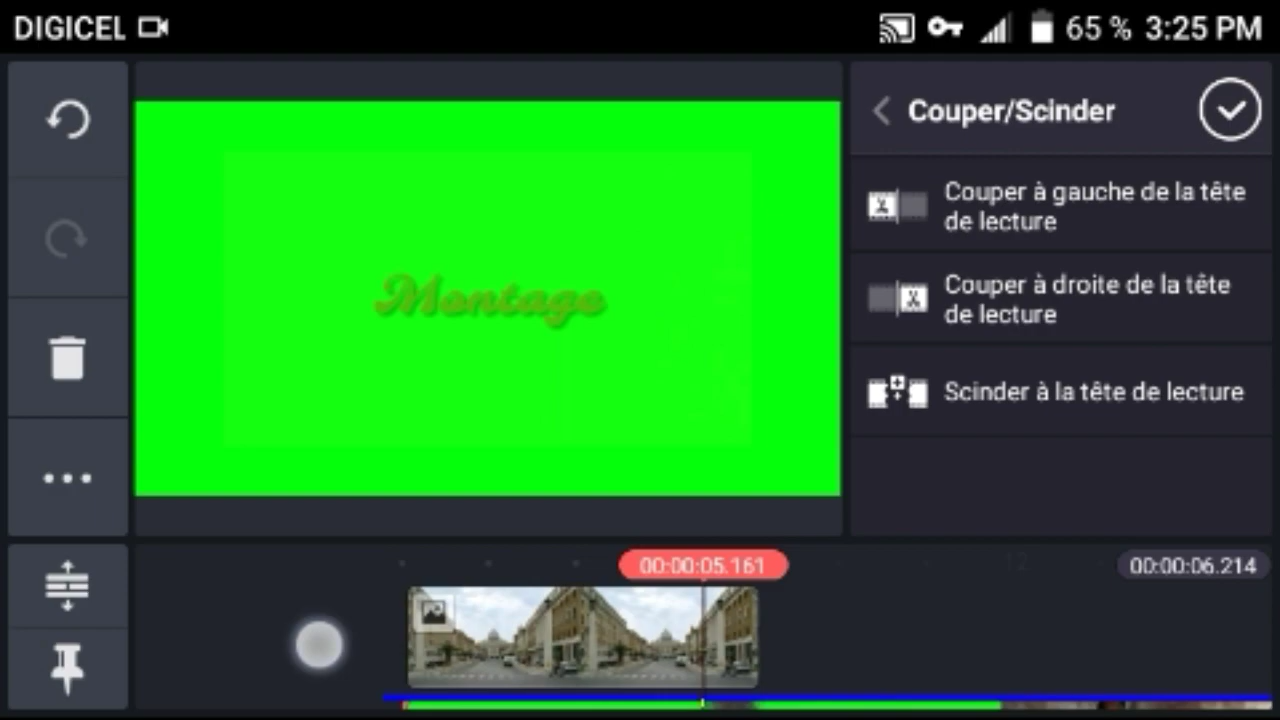 DIGICEL
65 % 3:25 PM
Couper/Scinder
Couper à gauche de la tête
de lecture
Couper à droite de la tête
de lecture
Scinder à la tête de lecture
Montage
00:00:05.161
12
00:00:06.214